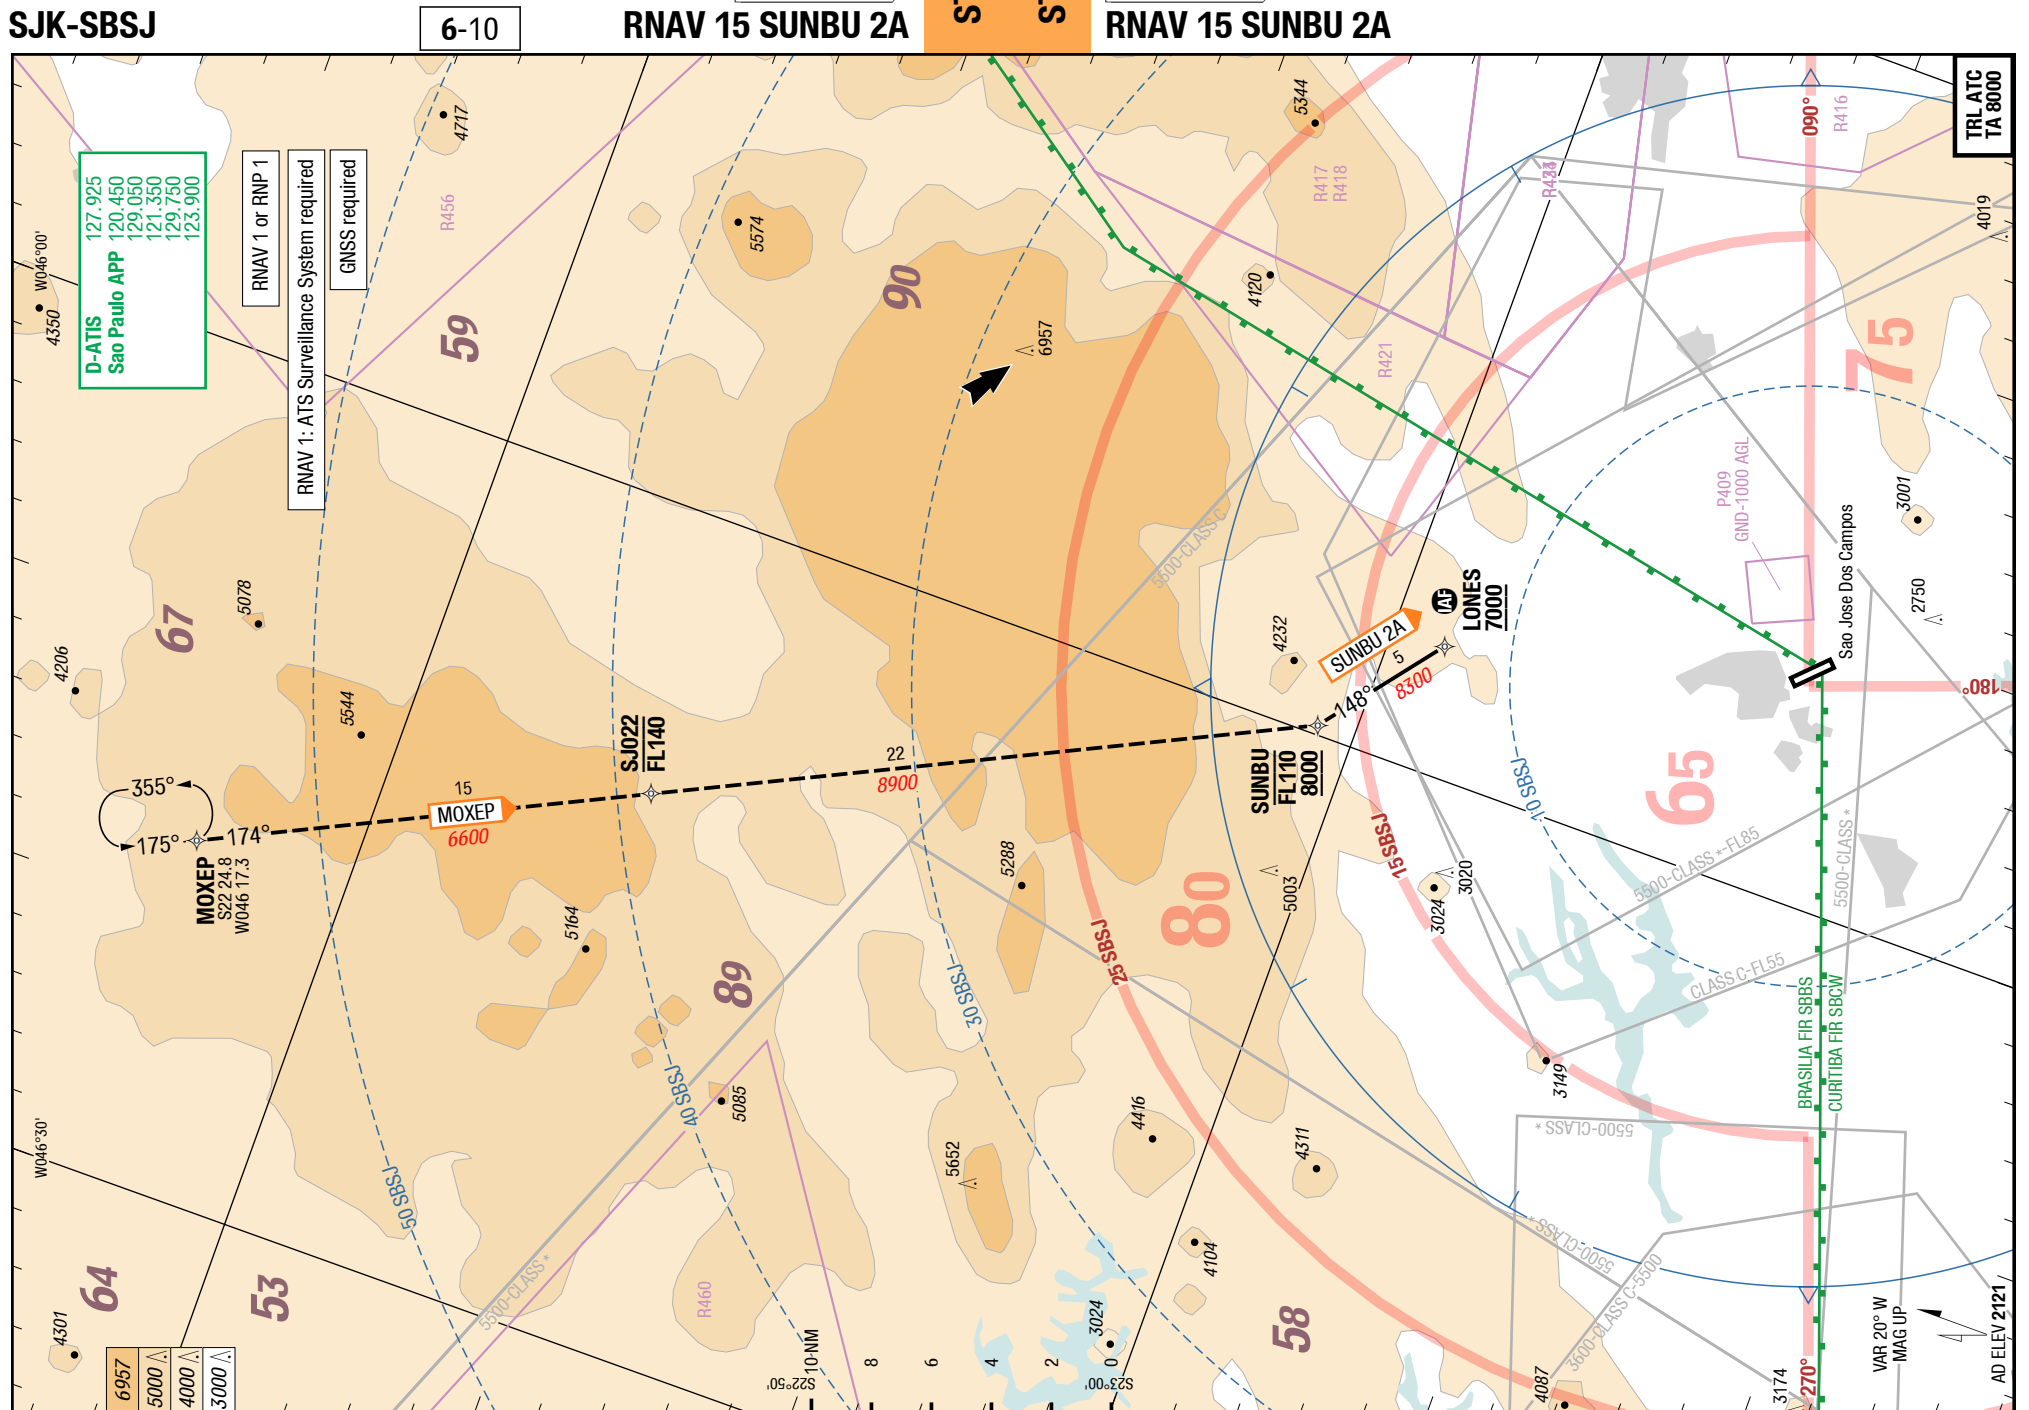 SJK-SBSJ
6-10
RNAV 15 SUNBU 2A
ST
ST
RNAV 15 SUNBU 2A
TRL ATC
TA 8000
D-ATIS 127.925
Sao Paulo APP 120.450
129.050
121.350
129.750
123.900
RNAV 1 or RNP 1
RNAV 1: ATS Surveillance System required
GNSS required
W046°00'
4350
4717
R456
59
5574
90
6957
5344
R417
R418
4120
R421
R416
090°
4019
75
P409
GND-1000 AGL
3001
2750
Sao Jose Dos Campos
67
5078
4206
5544
355°
175°
174°
MOXEP
S22 24.8
W046 17.3
15
MOXEP
6600
SJ022
FL140
22
8900
5500-CLASS C
4232
SUNBU
FL110
8000
148°
SUNBU 2A
5
8300
IAF
LONES
7000
180°
10 SBSJ
65
15 SBSJ
5003
3024
3020
5500-CLASS *-FL85
5500-CLASS *
CLASS C-FL55
5288
80
25 SBSJ
30 SBSJ
5164
89
5085
40 SBSJ
50 SBSJ
W046°30'
64
53
4301
5500-CLASS *
R460
5652
4416
4311
4104
3149
5500-CLASS *
5500-CLASS *
3600-CLASS C-5500
BRASILIA FIR SBBS
CURITIBA FIR SBCW
58
3024
4087
3174
270°
VAR 20° W
MAG UP
AD ELEV 2121
6957
5000
4000
3000
S22°50'
10 NM
8
6
4
2
0
S23°00'